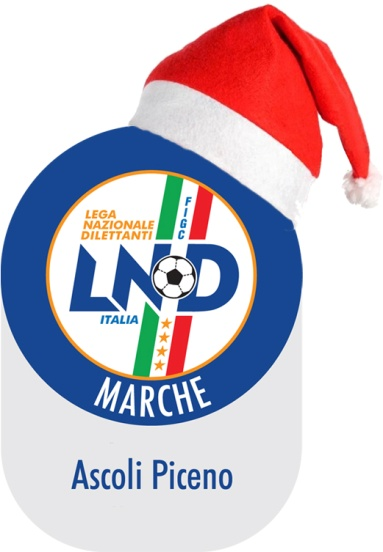 LEGA
NAZIONALE
DILETTANTI
FIGC
LND
ITALIA
MARCHE
Ascoli Piceno